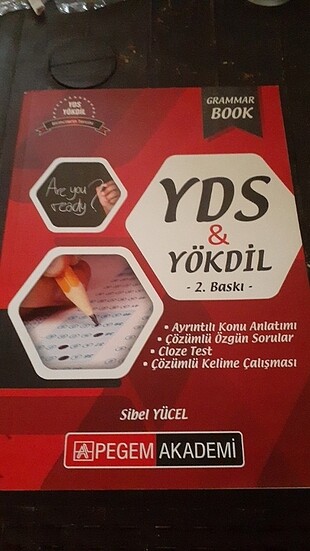 YDS
YÖKDİL
GRAMMAR
BOOK
Are you
ready?
YDS
&
YÖKDİL
- 2. Baskı -
• Ayrıntılı Konu Anlatımı
• Çözümlü Özgün Sorular
• Cloze Test
• Çözümlü Kelime Çalışması
Sibel YÜCEL
PEGEM AKADEMİ